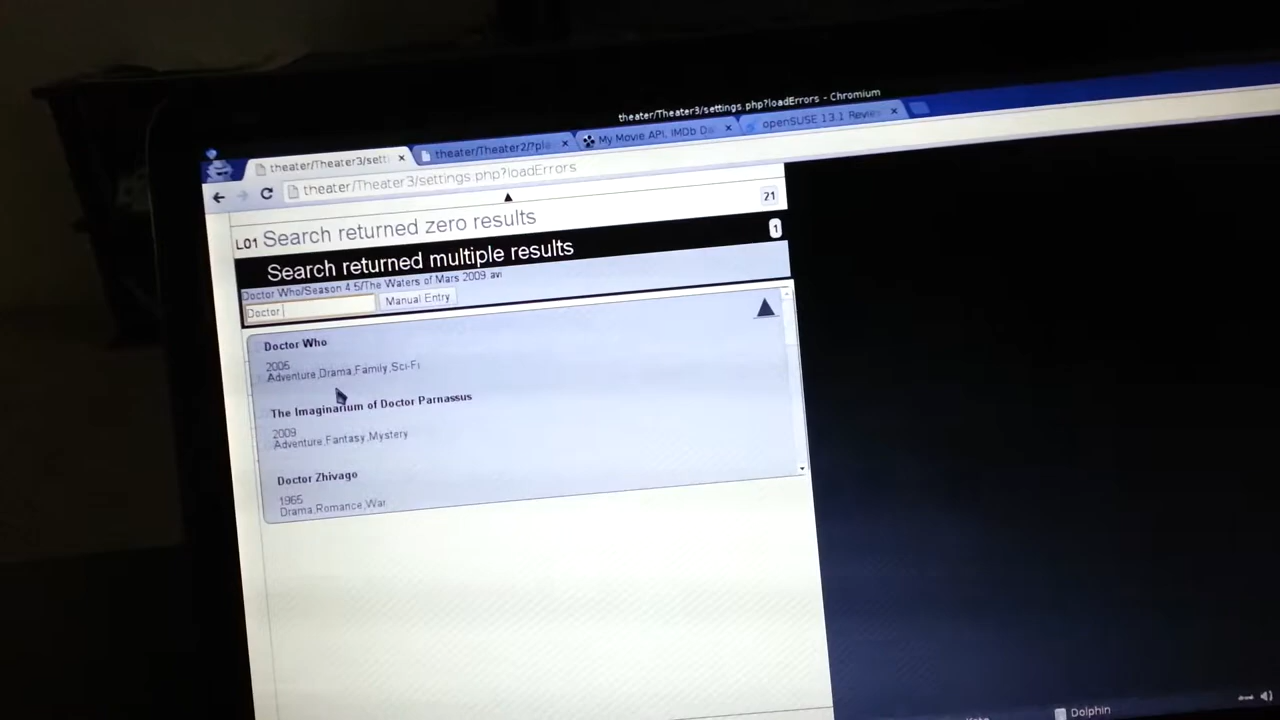 theater/Theater3/settings.php?loadErrors - Chromium
theater/Theater3/setti
theater/Theater2/?ple
My Movie API, IMDb Da
openSUSE 13.1 Review
theater/Theater3/settings.php?loadErrors
L01 Search returned zero results 21
Search returned multiple results 1
Doctor Who/Season 4.5/The Waters of Mars 2009 avi
Doctor
Manual Entry
Doctor Who
2005
Adventure,Drama,Family,Sci-Fi
The Imaginarium of Doctor Parnassus
2009
Adventure,Fantasy,Mystery
Doctor Zhivago
1965
Drama,Romance,War
Dolphin